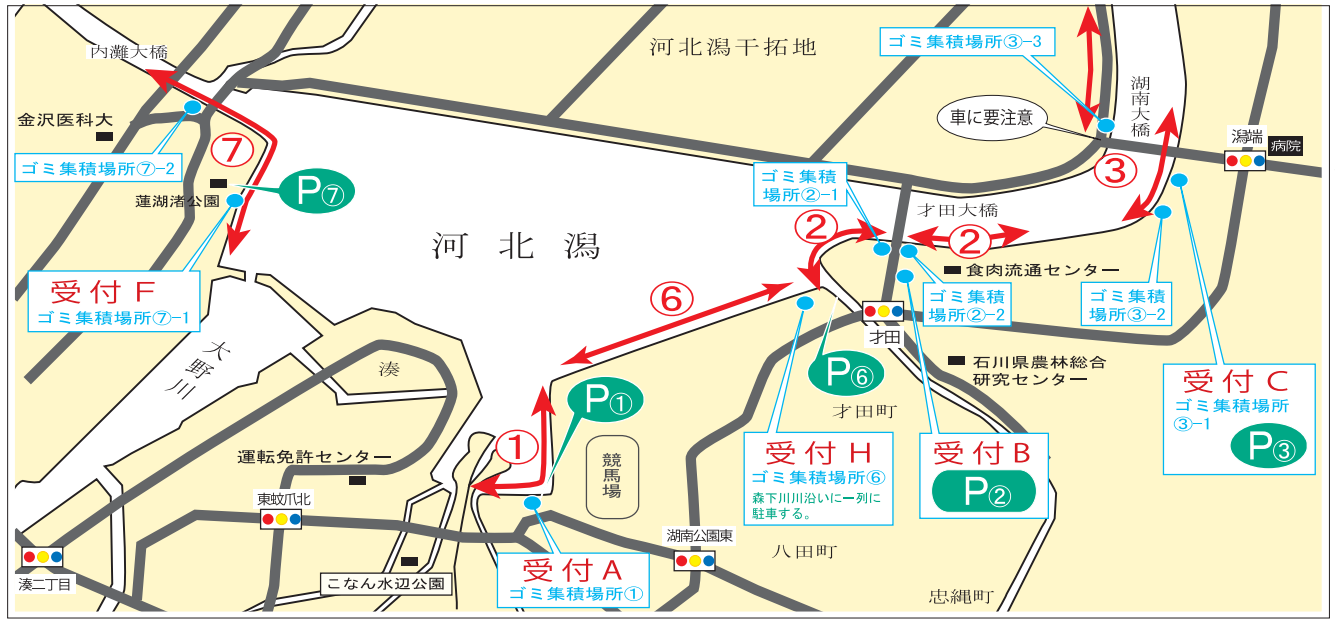 内灘大橋
河北潟干拓地
ゴミ集積場所③-3
湖南大橋
金沢医科大
車に要注意
潟端
病院
⑦
ゴミ集積場所⑦-2
③
ゴミ集積
場所②-1
P⑦
蓮湖渚公園
才田大橋
②
②
河北潟
食肉流通センター
受付F
ゴミ集積場所⑦-1
⑥
ゴミ集積
場所②-2
ゴミ集積
場所③-2
才田
大野川
湊
P⑥
石川県農林総合
研究センター
受付C
ゴミ集積場所
③-1
P③
P①
才田町
①
競馬場
受付H
ゴミ集積場所⑥
森下川川沿いに一列に
駐車する。
受付B
P②
運転免許センター
東蚊爪北
湖南公園東
八田町
受付A
ゴミ集積場所①
湊二丁目
こなん水辺公園
忠縄町